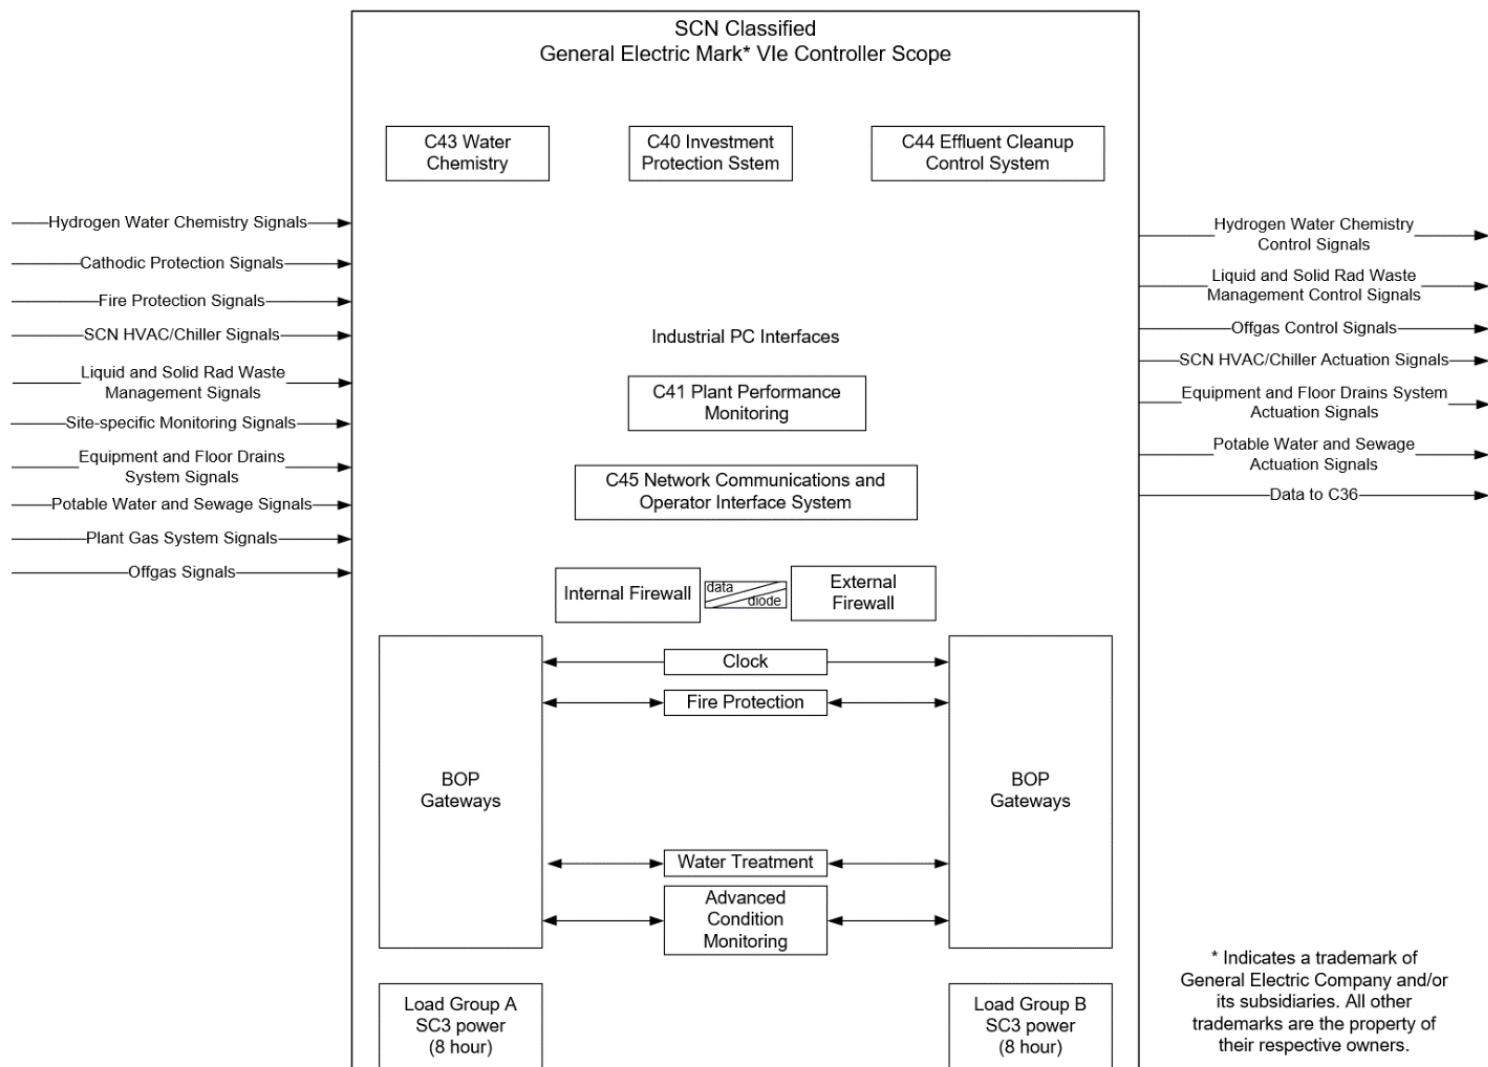 SCN Classified
General Electric Mark* VIe Controller Scope
C43 Water
Chemistry
C40 Investment
Protection Sstem
C44 Effluent Cleanup
Control System
Hydrogen Water Chemistry Signals
Cathodic Protection Signals
Fire Protection Signals
SCN HVAC/Chiller Signals
Liquid and Solid Rad Waste
Management Signals
Site-specific Monitoring Signals
Equipment and Floor Drains
System Signals
Potable Water and Sewage Signals
Plant Gas System Signals
Offgas Signals
Industrial PC Interfaces
C41 Plant Performance
Monitoring
C45 Network Communications and
Operator Interface System
Internal Firewall
data
diode
External
Firewall
Hydrogen Water Chemistry
Control Signals
Liquid and Solid Rad Waste
Management Control Signals
Offgas Control Signals
SCN HVAC/Chiller Actuation Signals
Equipment and Floor Drains System
Actuation Signals
Potable Water and Sewage
Actuation Signals
Data to C36
BOP
Gateways
Clock
Fire Protection
Water Treatment
Advanced
Condition
Monitoring
BOP
Gateways
Load Group A
SC3 power
(8 hour)
Load Group B
SC3 power
(8 hour)
* Indicates a trademark of
General Electric Company and/or
its subsidiaries. All other
trademarks are the property of
their respective owners.